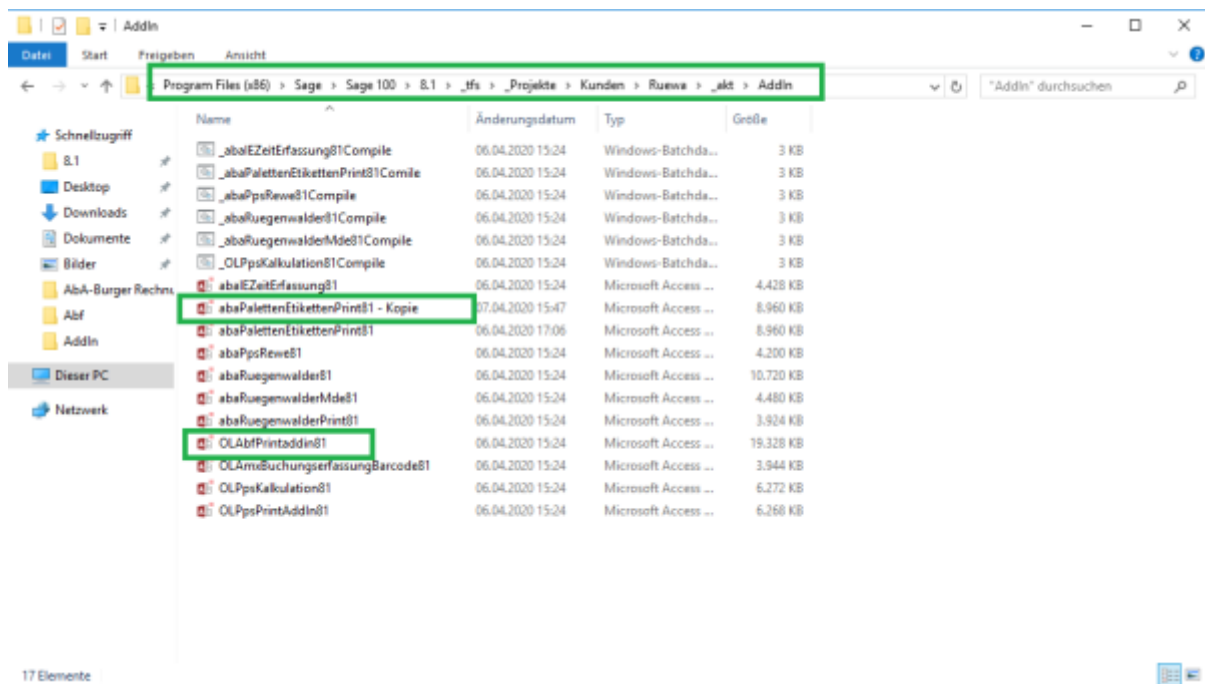 AddIn
Datei Start Freigeben Ansicht
Program Files (x86) > Sage > Sage 100 > 8.1 > _tfs > _Projekte > Kunden > Ruewa > _akt > AddIn
"AddIn" durchsuchen
Name Änderungsdatum Typ Größe
Schnellzugriff
8.1
Desktop
Downloads
Dokumente
Bilder
AbA-Burger Rechnu
Abf
AddIn
Dieser PC
Netzwerk
_abaIEZeitErfassung81Compile 06.04.2020 15:24 Windows-Batchda... 3 KB
_abaPalettenEtikettenPrint81Comile 06.04.2020 15:24 Windows-Batchda... 3 KB
_abaPpsRewe81Compile 06.04.2020 15:24 Windows-Batchda... 3 KB
_abaRuegenwalder81Compile 06.04.2020 15:24 Windows-Batchda... 3 KB
_abaRuegenwalderMde81Compile 06.04.2020 15:24 Windows-Batchda... 3 KB
_OLPpsKalkulation81Compile 06.04.2020 15:24 Windows-Batchda... 3 KB
abaIEZeitErfassung81 06.04.2020 15:24 Microsoft Access ... 4.428 KB
abaPalettenEtikettenPrint81 - Kopie 07.04.2020 15:47 Microsoft Access ... 8.960 KB
abaPalettenEtikettenPrint81 06.04.2020 17:06 Microsoft Access ... 8.960 KB
abaPpsRewe81 06.04.2020 15:24 Microsoft Access ... 4.200 KB
abaRuegenwalder81 06.04.2020 15:24 Microsoft Access ... 10.720 KB
abaRuegenwalderMde81 06.04.2020 15:24 Microsoft Access ... 4.480 KB
abaRuegenwalderPrint81 06.04.2020 15:24 Microsoft Access ... 3.924 KB
OLAbfPrintaddin81 06.04.2020 15:24 Microsoft Access ... 19.328 KB
OLAmxBuchungserfassungBarcode81 06.04.2020 15:24 Microsoft Access ... 3.944 KB
OLPpsKalkulation81 06.04.2020 15:24 Microsoft Access ... 6.272 KB
OLPpsPrintAddIn81 06.04.2020 15:24 Microsoft Access ... 6.268 KB
17 Elemente